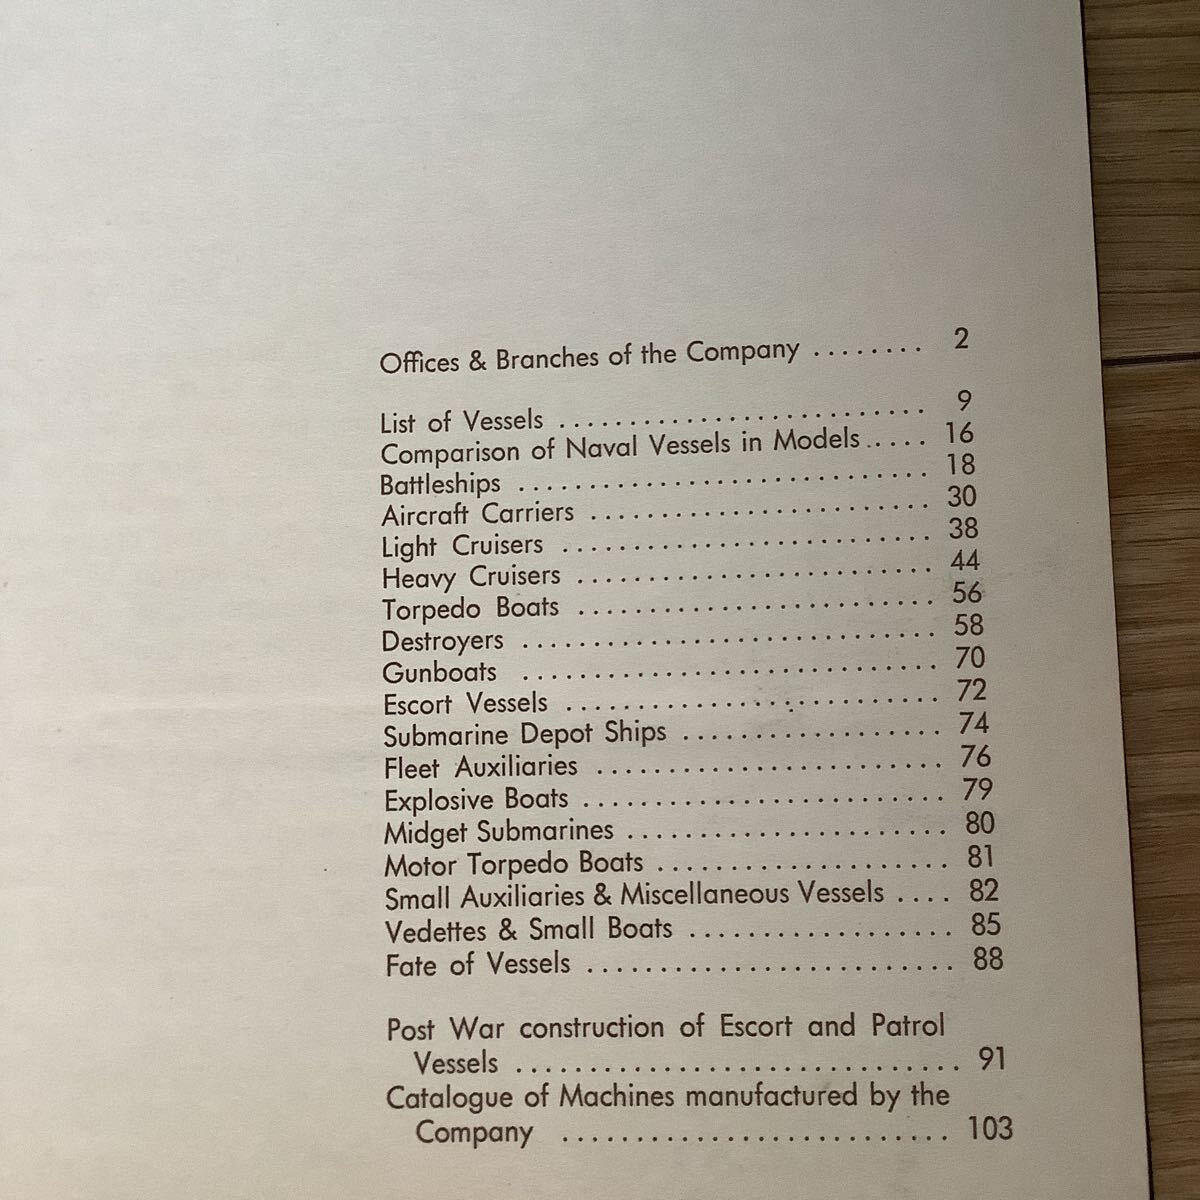 Offices & Branches of the Company ........ 2
List of Vessels .......................... 9
Comparison of Naval Vessels in Models ..... 16
Battleships ............................. 18
Aircraft Carriers ........................ 30
Light Cruisers .......................... 38
Heavy Cruisers ......................... 44
Torpedo Boats ......................... 56
Destroyers ............................. 58
Gunboats .............................. 70
Escort Vessels ........................... 72
Submarine Depot Ships ................... 74
Fleet Auxiliaries ......................... 76
Explosive Boats .......................... 79
Midget Submarines ....................... 80
Motor Torpedo Boats ..................... 81
Small Auxiliaries & Miscellaneous Vessels .... 82
Vedettes & Small Boats ................... 85
Fate of Vessels .......................... 88
Post War construction of Escort and Patrol
Vessels ................................ 91
Catalogue of Machines manufactured by the
Company ............................ 103